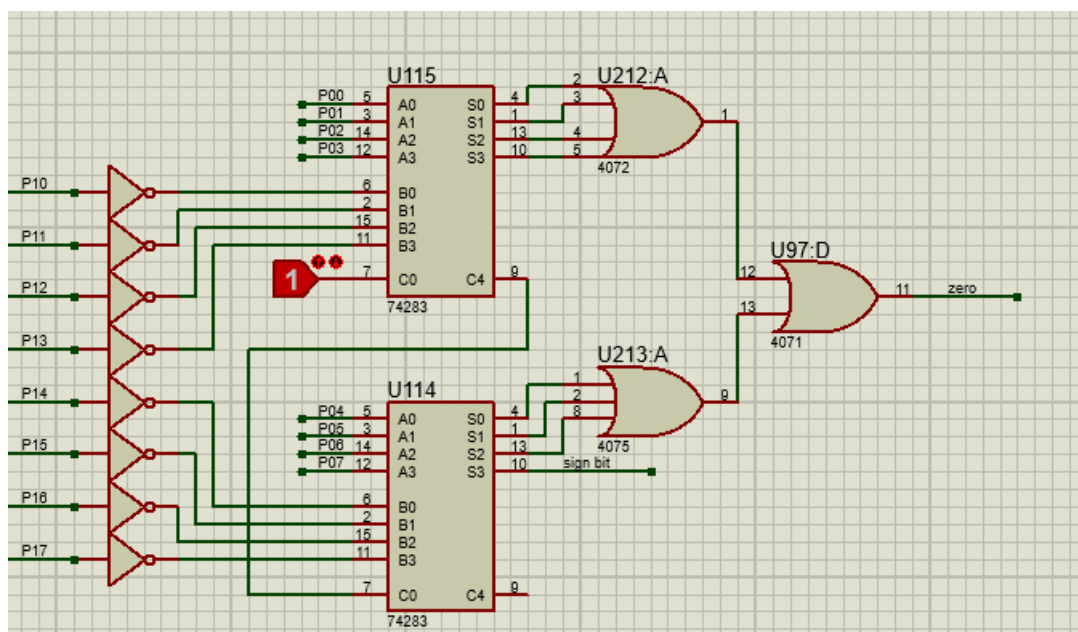 U115
P00 5 A0 S0 4
P01 3 A1 S1 1
P02 14 A2 S2 13
P03 12 A3 S3 10
6 B0
2 B1
15 B2
11 B3
1 7 C0 C4 9
74283
U212:A
2
3
4
5
1
4072
P10
P11
P12
P13
P14
P15
P16
P17
U97:D
12
13
11 zero
4071
U213:A
1
2
8
9
4075
U114
P04 5 A0 S0 4
P05 3 A1 S1 1
P06 14 A2 S2 13
P07 12 A3 S3 10 sign bit
6 B0
2 B1
15 B2
11 B3
7 C0 C4 9
74283